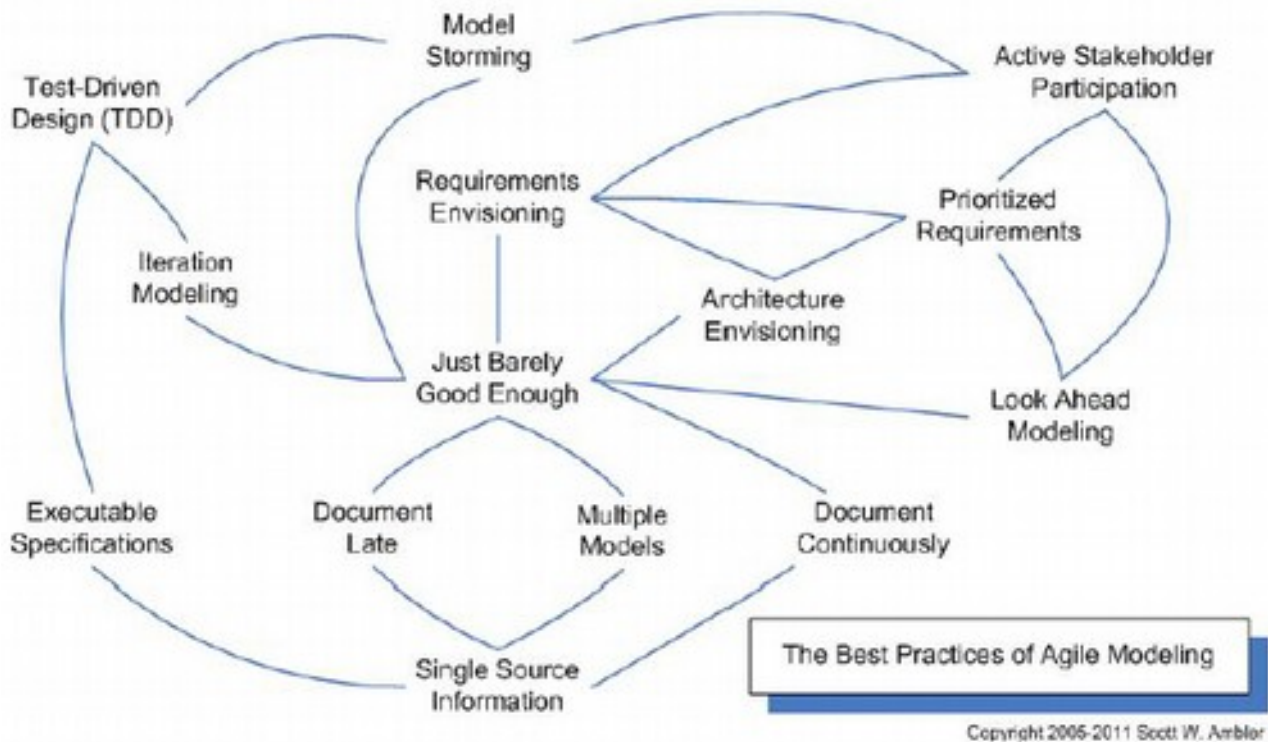 Model
Storming
Active Stakeholder
Participation
Test-Driven
Design (TDD)
Requirements
Envisioning
Prioritized
Requirements
Iteration
Modeling
Architecture
Envisioning
Just Barely
Good Enough
Look Ahead
Modeling
Executable
Specifications
Document
Late
Multiple
Models
Document
Continuously
Single Source
Information
The Best Practices of Agile Modeling
Copyright 2005-2011 Scott W. Ambler